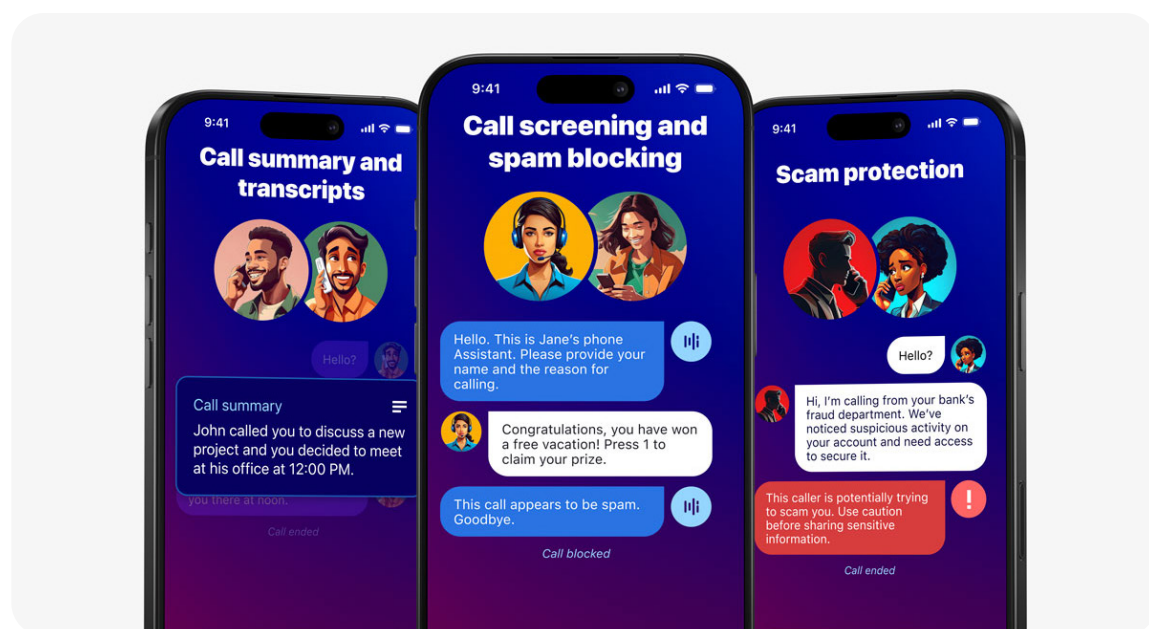 9:41
Call summary and
transcripts
Hello?
Call summary
John called you to discuss a new
project and you decided to meet
at his office at 12:00 PM.
you there at noon.
Call ended
9:41
Call screening and
spam blocking
Hello. This is Jane's phone
Assistant. Please provide your
name and the reason for
calling.
Congratulations, you have won
a free vacation! Press 1 to
claim your prize.
This call appears to be spam.
Goodbye.
Call blocked
9:41
Scam protection
Hello?
Hi, I'm calling from your bank's
fraud department. We've
noticed suspicious activity on
your account and need access
to secure it.
This caller is potentially trying
to scam you. Use caution
before sharing sensitive
information.
Call ended